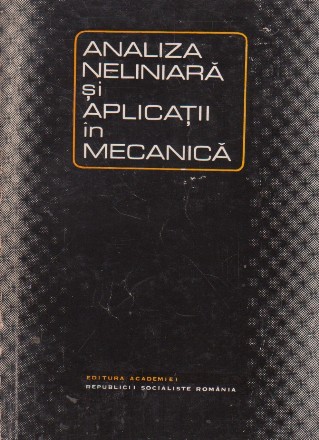 ANALIZA
NELINIARĂ
și
APLICAȚII
în
MECANICĂ
EDITURA ACADEMIEI
REPUBLICII SOCIALISTE ROMÂNIA